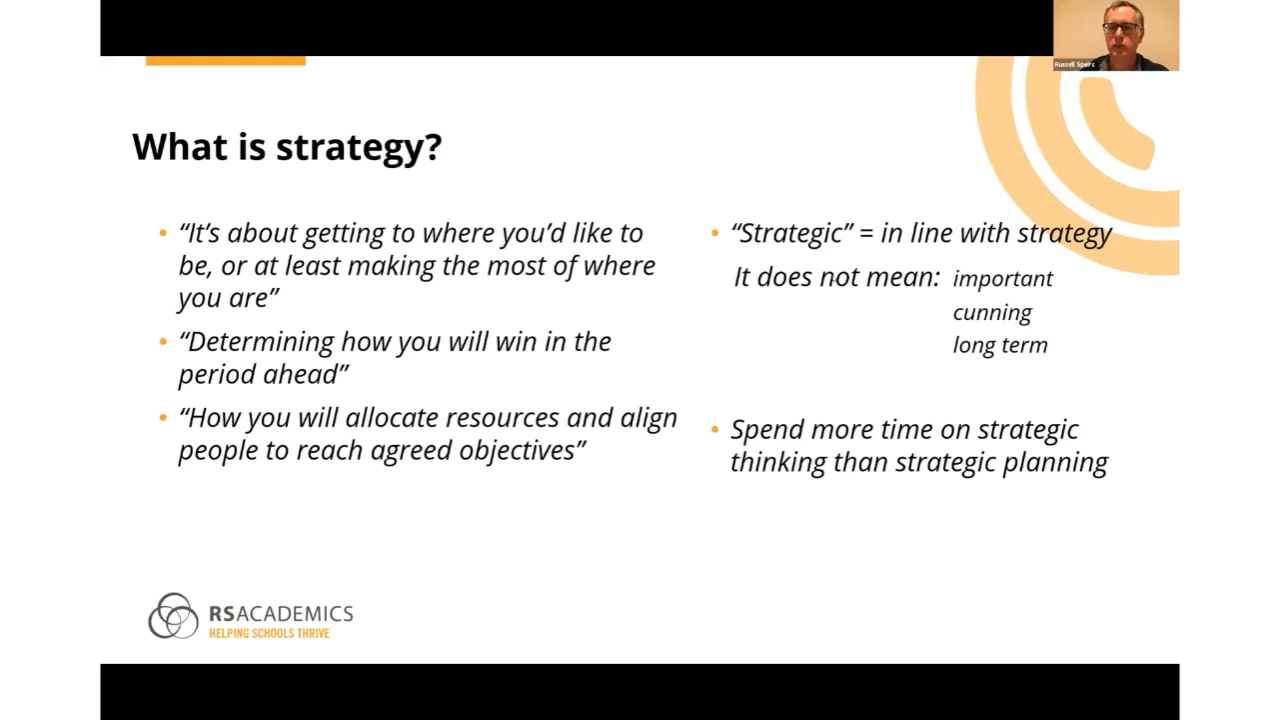 Russell Speirs
What is strategy?
• “It’s about getting to where you’d like to
be, or at least making the most of where
you are”
• “Determining how you will win in the
period ahead”
• “How you will allocate resources and align
people to reach agreed objectives”
• “Strategic” = in line with strategy
It does not mean: important
cunning
long term
• Spend more time on strategic
thinking than strategic planning
RSACADEMICS
HELPING SCHOOLS THRIVE